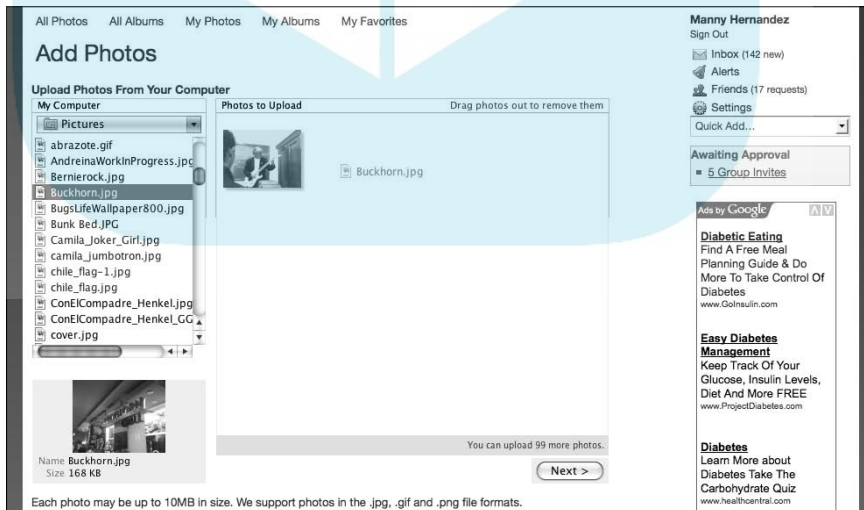 All Photos All Albums My Photos My Albums My Favorites
Add Photos
Upload Photos From Your Computer
My Computer
Pictures
abrazote.gif
AndreinaWorkInProgress.jpg
Bernierock.jpg
Buckhorn.jpg
BugsLifeWallpaper800.jpg
Bunk Bed.JPG
Camila_Joker_Girl.jpg
camila_jumbotron.jpg
chile_flag-1.jpg
chile_flag.jpg
ConElCompadre_Henkel.jpg
ConElCompadre_Henkel_GG
cover.jpg
Name Buckhorn.jpg
Size 168 KB
Photos to Upload Drag photos out to remove them
Buckhorn.jpg
You can upload 99 more photos.
Next >
Each photo may be up to 10MB in size. We support photos in the .jpg, .gif and .png file formats.
Manny Hernandez
Sign Out
Inbox (142 new)
Alerts
Friends (17 requests)
Settings
Quick Add...
Awaiting Approval
5 Group Invites
Ads by Google
Diabetic Eating
Find A Free Meal
Planning Guide & Do
More To Take Control Of
Diabetes
www.GoInsulin.com
Easy Diabetes
Management
Keep Track Of Your
Glucose, Insulin Levels,
Diet And More FREE
www.ProjectDiabetes.com
Diabetes
Learn More about
Diabetes Take The
Carbohydrate Quiz
www.healthcentral.com